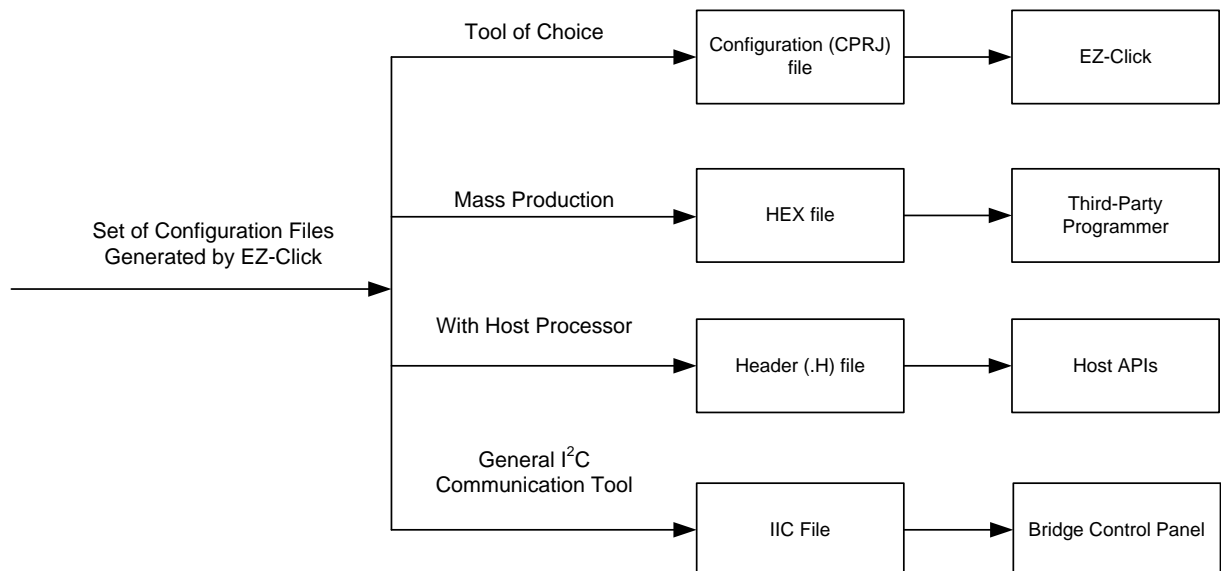 Tool of Choice
Configuration (CPRJ)
file
EZ-Click
Mass Production
HEX file
Third-Party
Programmer
Set of Configuration Files
Generated by EZ-Click
With Host Processor
Header (.H) file
Host APIs
General I²C
Communication Tool
IIC File
Bridge Control Panel